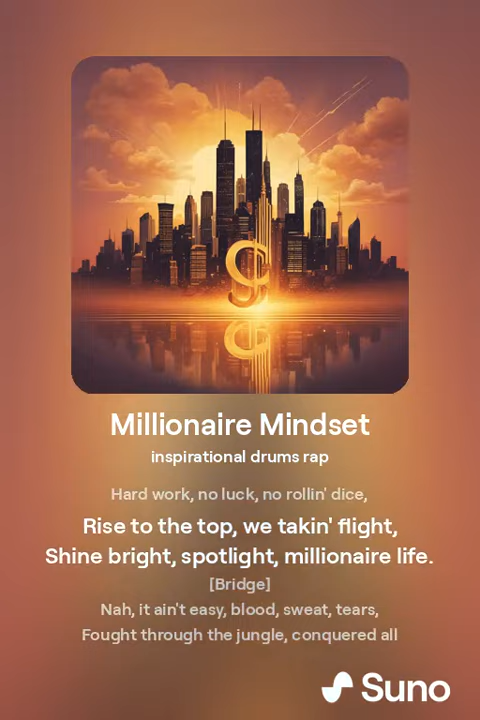 Millionaire Mindset
inspirational drums rap
Hard work, no luck, no rollin' dice,
Rise to the top, we takin' flight,
Shine bright, spotlight, millionaire life.
[Bridge]
Nah, it ain't easy, blood, sweat, tears,
Fought through the jungle, conquered all
Suno